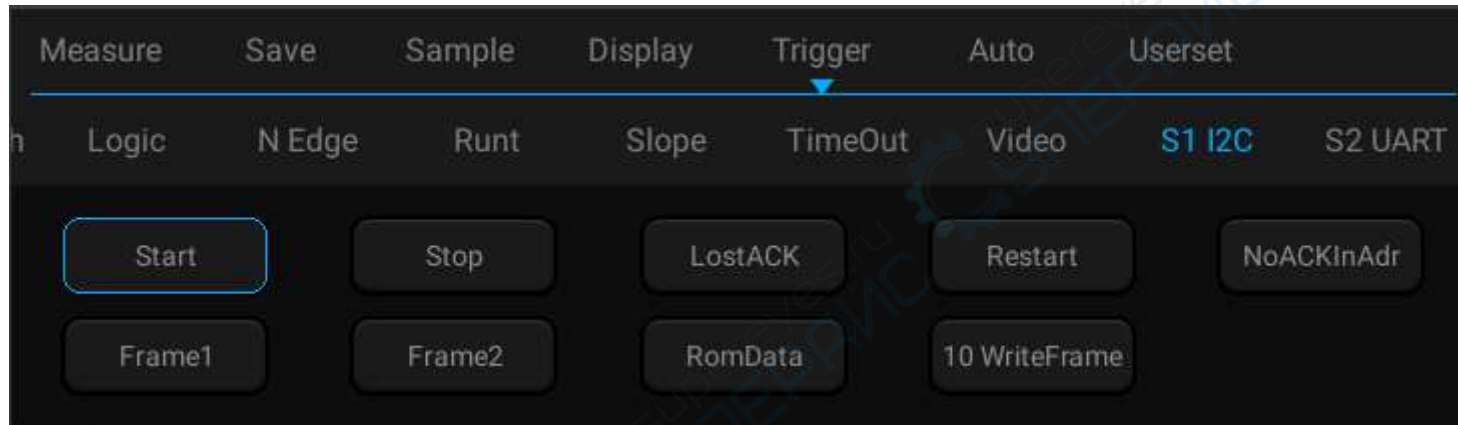 Measure Save Sample Display Trigger Auto Userset
h Logic N Edge Runt Slope TimeOut Video S1 I2C S2 UART
Start Stop LostACK Restart NoACKInAdr
Frame1 Frame2 RomData 10 WriteFrame